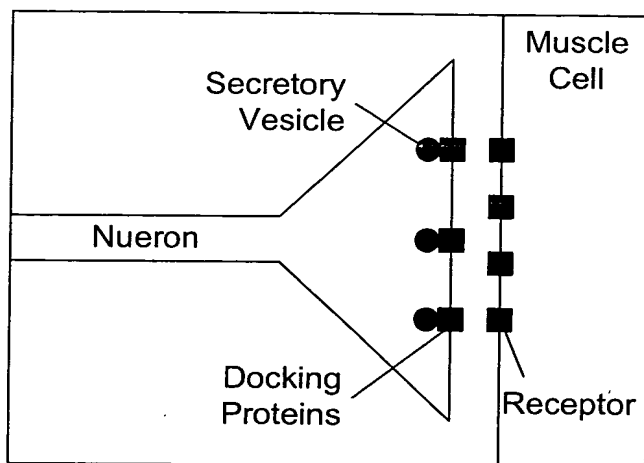 Muscle
Cell
Secretory
Vesicle
Nueron
Docking
Proteins
Receptor